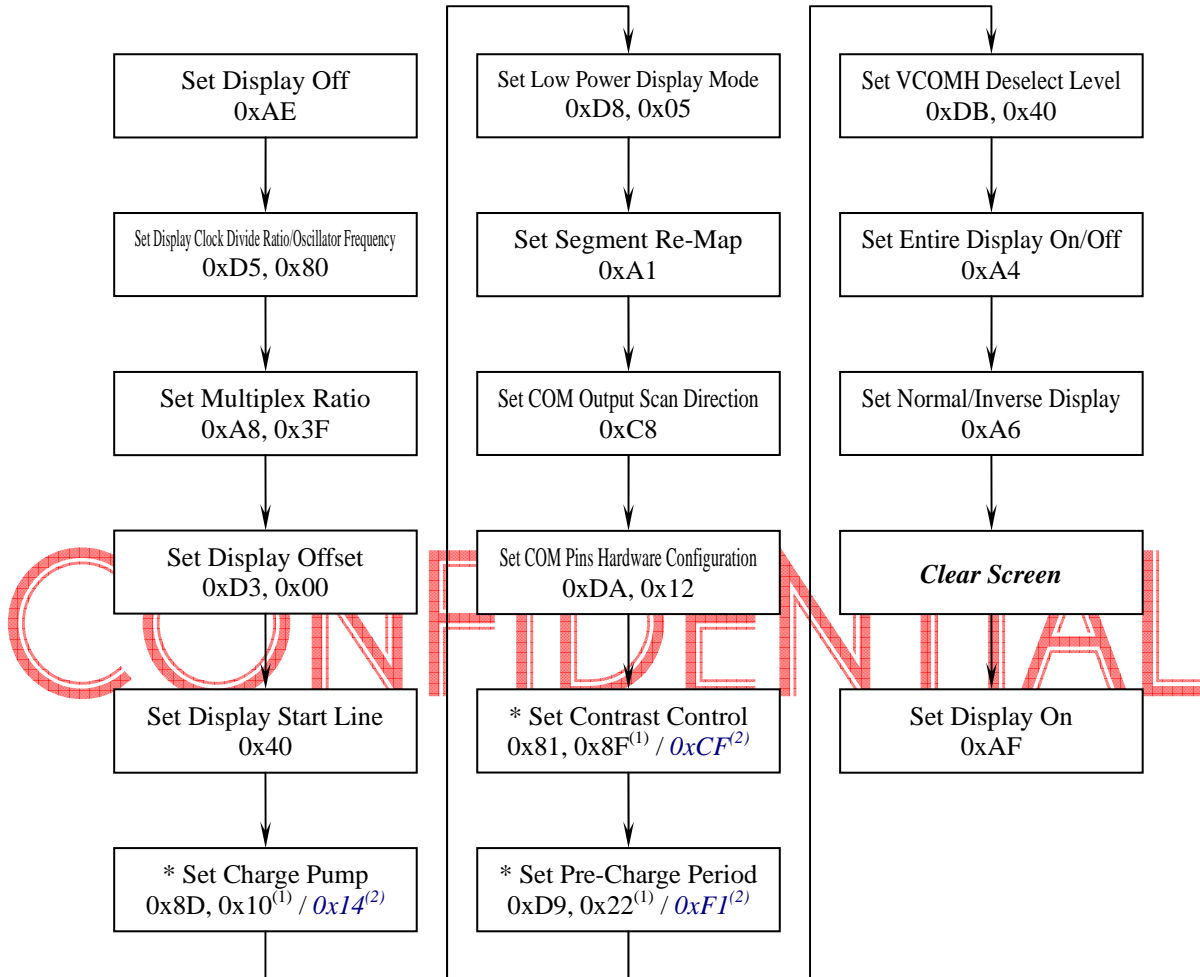 Set Display Off
0xAE
Set Display Clock Divide Ratio/Oscillator Frequency
0xD5, 0x80
Set Multiplex Ratio
0xA8, 0x3F
Set Display Offset
0xD3, 0x00
Set Display Start Line
0x40
* Set Charge Pump
0x8D, 0x10(1) / 0x14(2)
Set Low Power Display Mode
0xD8, 0x05
Set Segment Re-Map
0xA1
Set COM Output Scan Direction
0xC8
Set COM Pins Hardware Configuration
0xDA, 0x12
* Set Contrast Control
0x81, 0x8F(1) / 0xCF(2)
* Set Pre-Charge Period
0xD9, 0x22(1) / 0xF1(2)
Set VCOMH Deselect Level
0xDB, 0x40
Set Entire Display On/Off
0xA4
Set Normal/Inverse Display
0xA6
Clear Screen
Set Display On
0xAF
CONFIDENTIAL